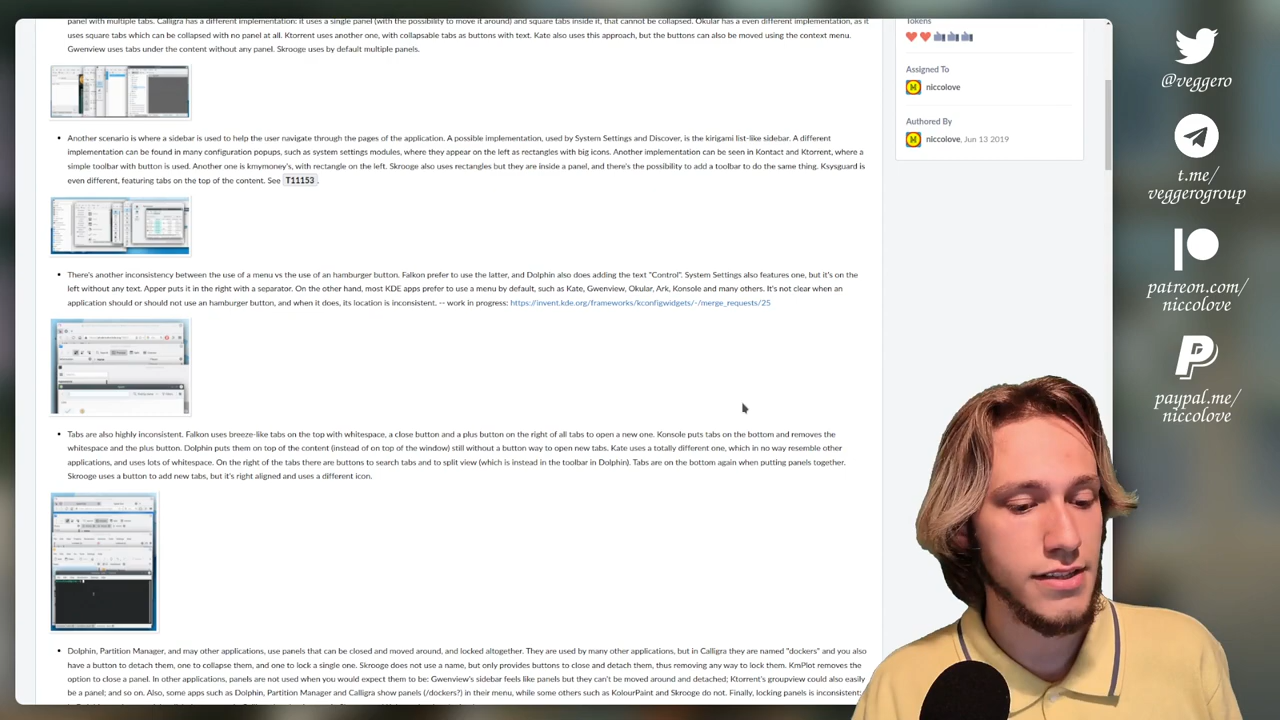 panel with multiple tabs. Calligra has a different implementation: it uses a single panel (with the possibility to move it around) and square tabs inside it, that cannot be collapsed. Okular has a even different implementation, as it
uses square tabs which can be collapsed with no panel at all. Ktorrent uses another one, with collapsable tabs as buttons with text. Kate also uses this approach, but the buttons can also be moved using the context menu.
Gwenview uses tabs under the content without any panel. Skrooge uses by default multiple panels.
Another scenario is where a sidebar is used to help the user navigate through the pages of the application. A possible implementation, used by System Settings and Discover, is the kirigami list-like sidebar. A different
implementation can be found in many configuration popups, such as system settings modules, where they appear on the left as rectangles with big icons. Another implementation can be seen in Kontact and Ktorrent, where a
simple toolbar with button is used. Another one is kmymoney's, with rectangle on the left. Skrooge also uses rectangles but they are inside a panel, and there's the possibility to add a toolbar to do the same thing. Ksysguard is
even different, featuring tabs on the top of the content. See T11153.
There's another inconsistency between the use of a menu vs the use of an hamburger button. Falkon prefer to use the latter, and Dolphin also does adding the text "Control". System Settings also features one, but it's on the
left without any text. Apper puts it in the right with a separator. On the other hand, most KDE apps prefer to use a menu by default, such as Kate, Gwenview, Okular, Ark, Konsole and many others. It's not clear when an
application should or should not use an hamburger button, and when it does, its location is inconsistent. -- work in progress: https://invent.kde.org/frameworks/kconfigwidgets/-/merge_requests/25
Tabs are also highly inconsistent. Falkon uses breeze-like tabs on the top with whitespace, a close button and a plus button on the right of all tabs to open a new one. Konsole puts tabs on the bottom and removes the
whitespace and the plus button. Dolphin puts them on top of the content (instead of on top of the window) still without a button way to open new tabs. Kate uses a totally different one, which in no way resemble other
applications, and uses lots of whitespace. On the right of the tabs there are buttons to search tabs and to split view (which is instead in the toolbar in Dolphin). Tabs are on the bottom again when putting panels together.
Skrooge uses a button to add new tabs, but it's right aligned and uses a different icon.
Dolphin, Partition Manager, and may other applications, use panels that can be closed and moved around, and locked altogether. They are used by many other applications, but in Calligra they are named "dockers" and you also
have a button to detach them, one to collapse them, and one to lock a single one. Skrooge does not use a name, but only provides buttons to close and detach them, thus removing any way to lock them. KmPlot removes the
option to close a panel. In other applications, panels are not used when you would expect them to be: Gwenview's sidebar feels like panels but they can't be moved around and detached; Ktorrent's groupview could also easily
be a panel; and so on. Also, some apps such as Dolphin, Partition Manager and Calligra show panels (/dockers?) in their menu, while some others such as KolourPaint and Skrooge do not. Finally, locking panels is inconsistent:
Tokens
Assigned To
niccolove
Authored By
niccolove, Jun 13 2019
@veggero
t.me/
veggerogroup
patreon.com/
niccolove
paypal.me/
niccolove